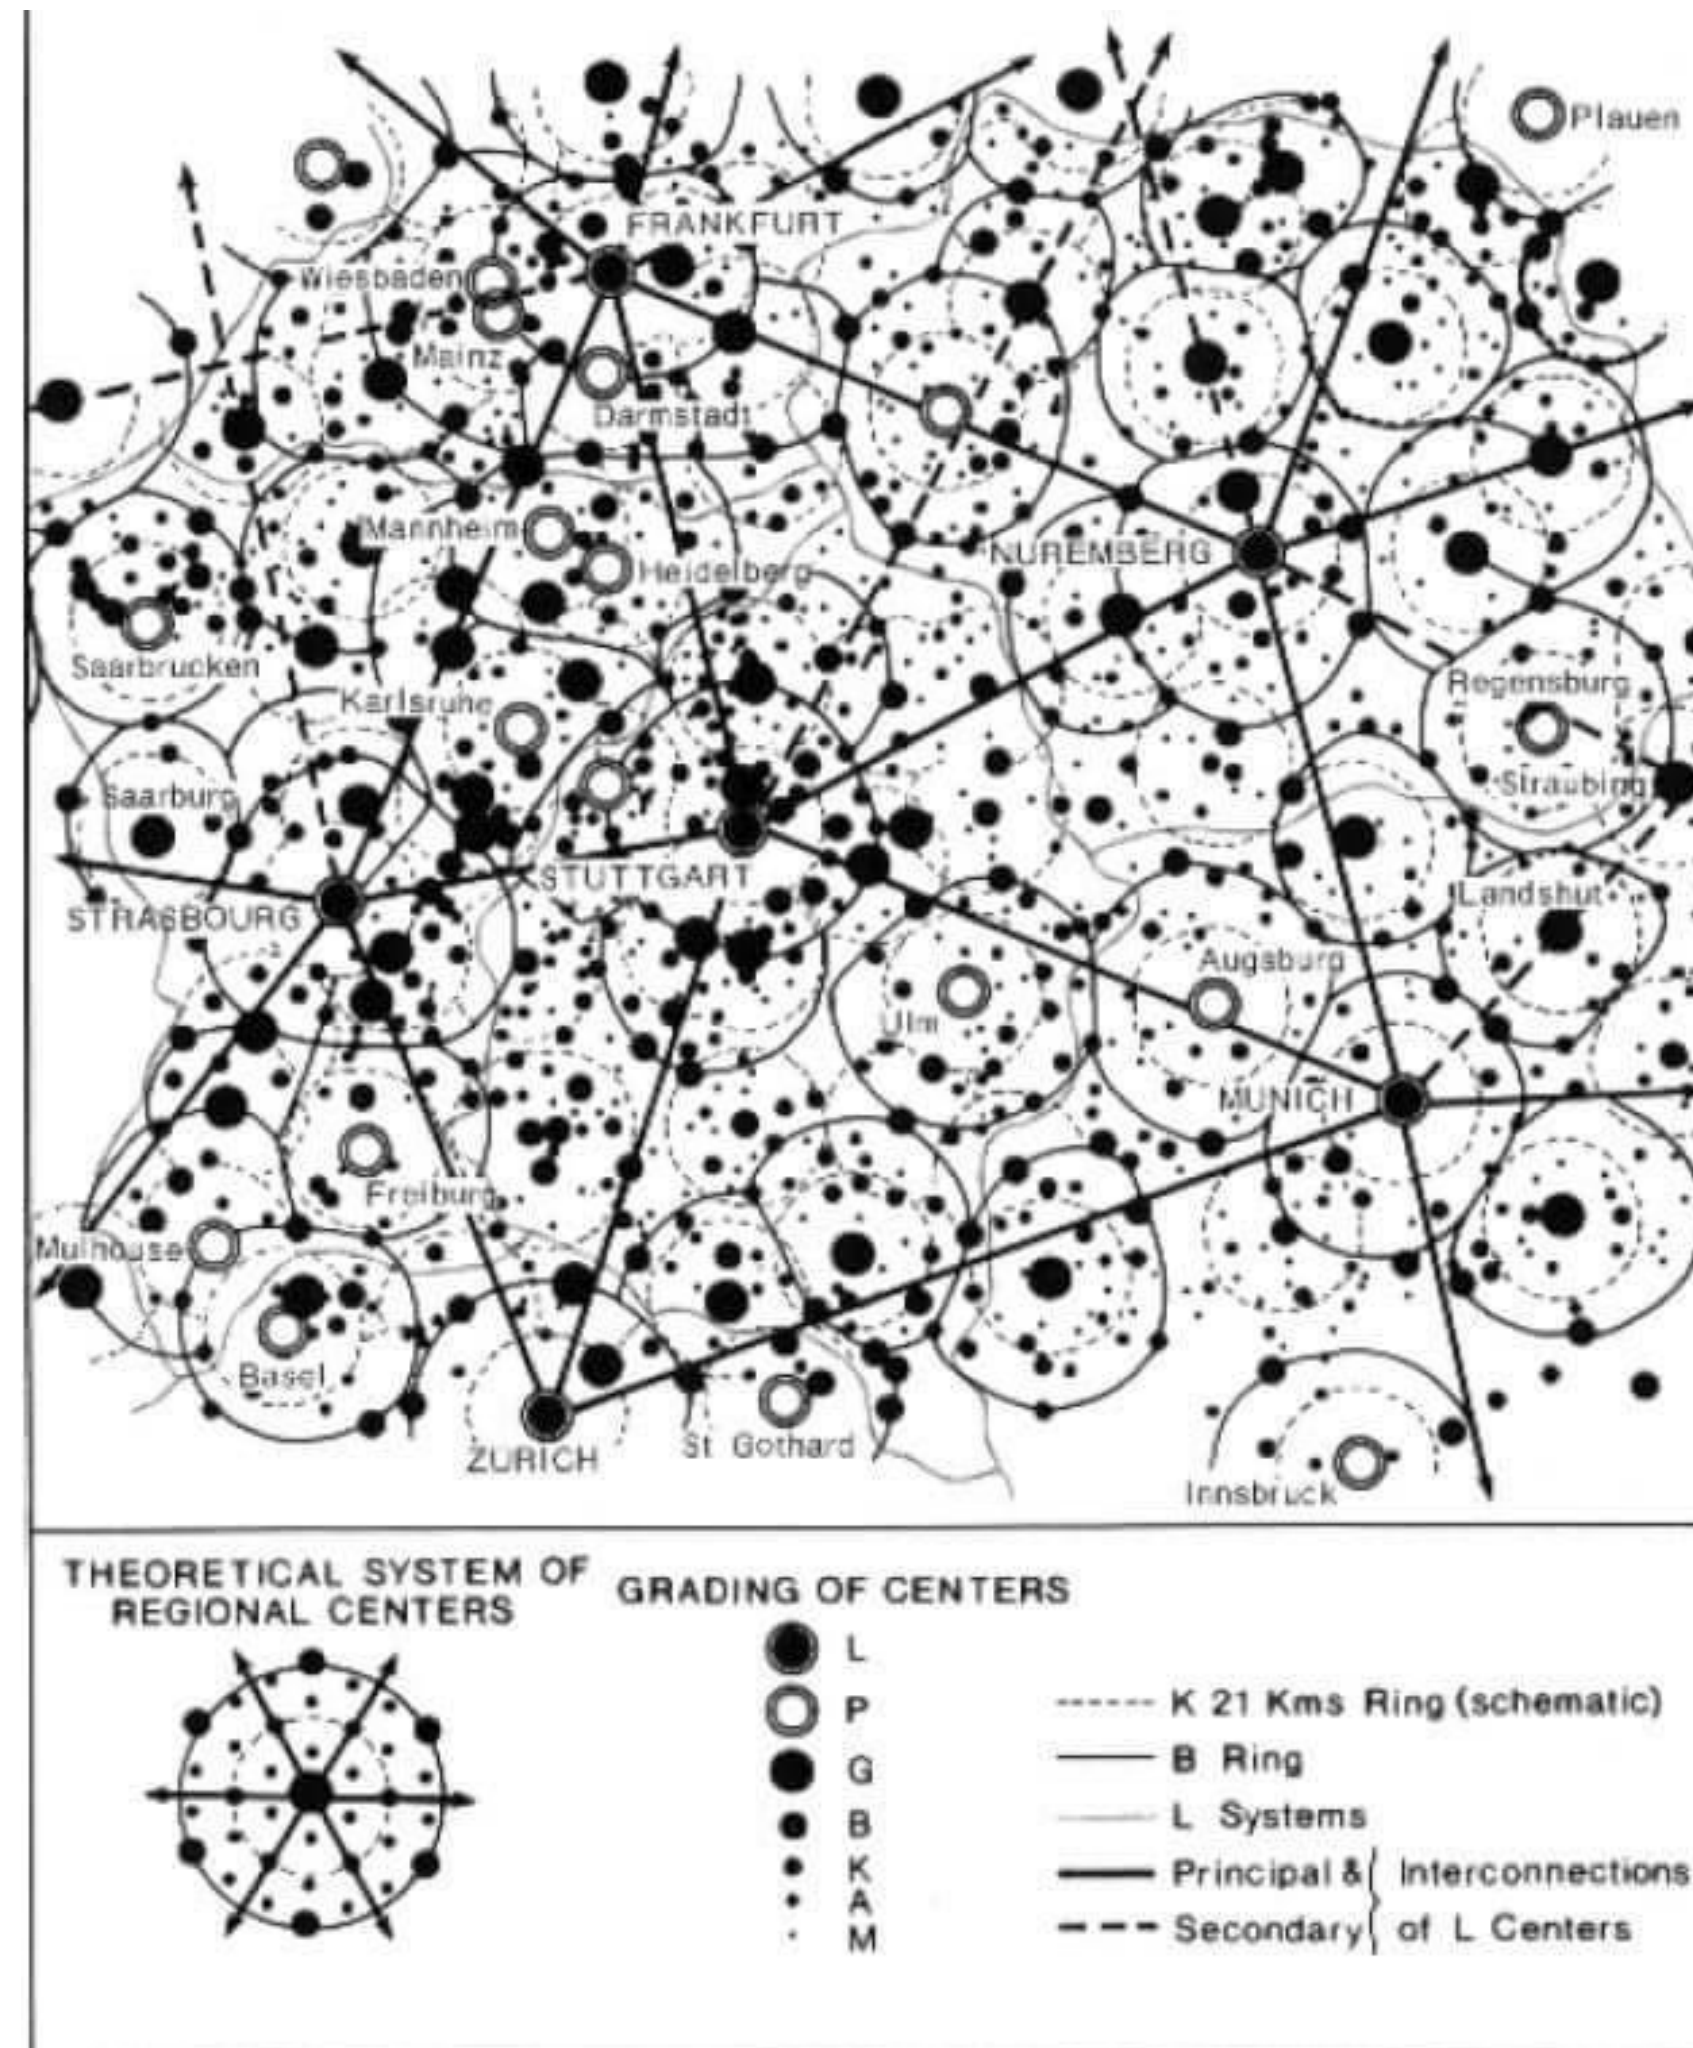 Plauen
FRANKFURT
Wiesbaden
Mainz
Darmstadt
Mannheim
Heidelberg
NUREMBERG
Saarbrucken
Karlsruhe
Regensburg
Saarburg
Straubing
STRASBOURG
STUTTGART
Landshut
Augsburg
Ulm
MUNICH
Freiburg
Mulhouse
Basel
ZURICH
St Gothard
Innsbruck
THEORETICAL SYSTEM OF
REGIONAL CENTERS
GRADING OF CENTERS
L
P
G
B
K
A
M
K 21 Kms Ring (schematic)
B Ring
L Systems
Principal & } Interconnections
Secondary } of L Centers